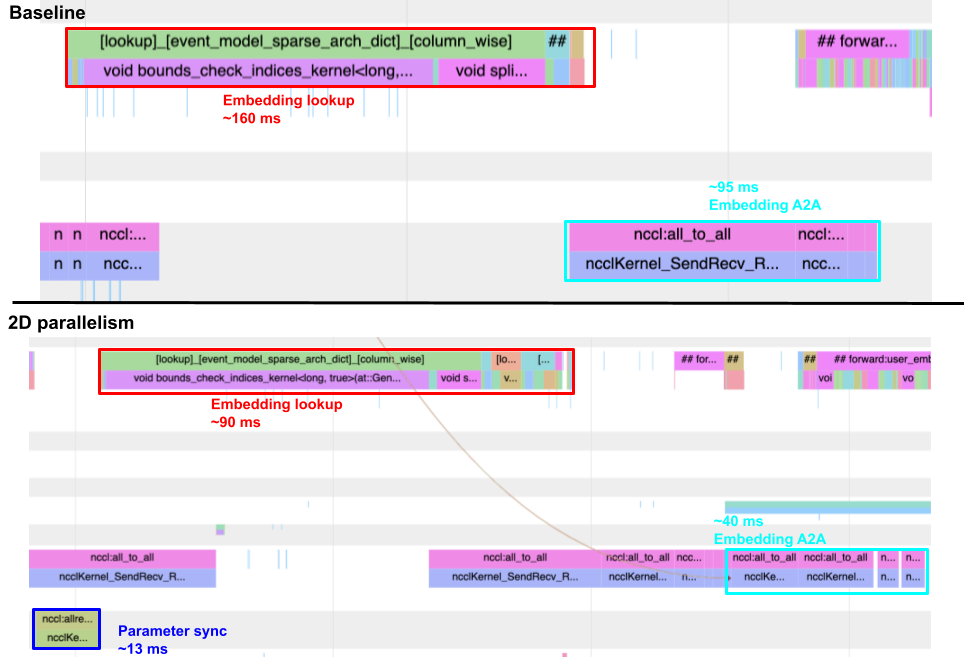 Baseline
[lookup]_[event_model_sparse_arch_dict]_[column_wise] ## ## forwar...
void bounds_check_indices_kernel<long,... void spli...
Embedding lookup
~160 ms
~95 ms
Embedding A2A
n n nccl:... nccl:all_to_all nccl:...
n n ncc... ncclKernel_SendRecv_R... ncc...
2D parallelism
[lookup]_[event_model_sparse_arch_dict]_[column_wise] [lo... [... ## for... ## ## ## forward:user_emb
void bounds_check_indices_kernel<long, true>(at::Gen... void s... v... voi vo
Embedding lookup
~90 ms
~40 ms
Embedding A2A
nccl:all_to_all nccl:all_to_all nccl:all_to_all ncc... nccl:all_to_all nccl:all_to_all n... n...
ncclKernel_SendRecv_R... ncclKernel_SendRecv_R... ncclKernel... n... ncclKe... ncclKernel... n... n...
nccl:allre...
ncclKe...
Parameter sync
~13 ms